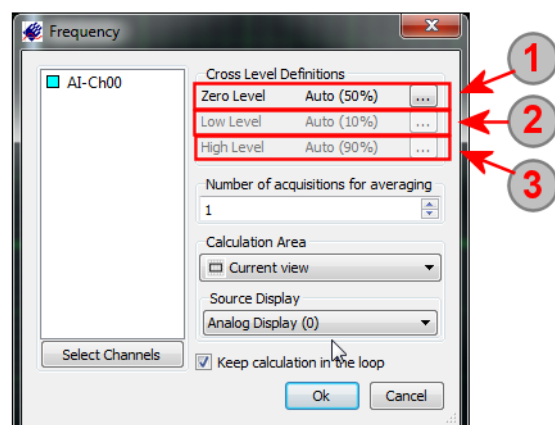 Frequency
AI-Ch00
Cross Level Definitions
Zero Level Auto (50%) ...
Low Level Auto (10%) ...
High Level Auto (90%) ...
1
2
3
Number of acquisitions for averaging
1
Calculation Area
Current view
Source Display
Analog Display (0)
Select Channels
Keep calculation in the loop
Ok Cancel